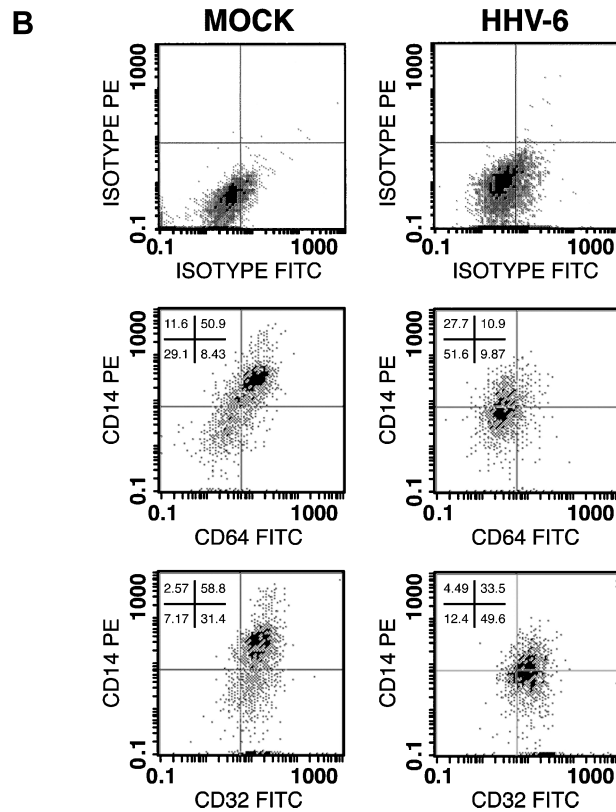 B MOCK HHV-6
1000 1000
ISOTYPE PE ISOTYPE PE
0.1 0.1
0.1 1000 0.1 1000
ISOTYPE FITC ISOTYPE FITC
11.6 50.9 27.7 10.9
29.1 8.43 51.6 9.87
1000 1000
CD14 PE CD14 PE
0.1 0.1
0.1 1000 0.1 1000
CD64 FITC CD64 FITC
2.57 58.8 4.49 33.5
7.17 31.4 12.4 49.6
1000 1000
CD14 PE CD14 PE
0.1 0.1
0.1 1000 0.1 1000
CD32 FITC CD32 FITC